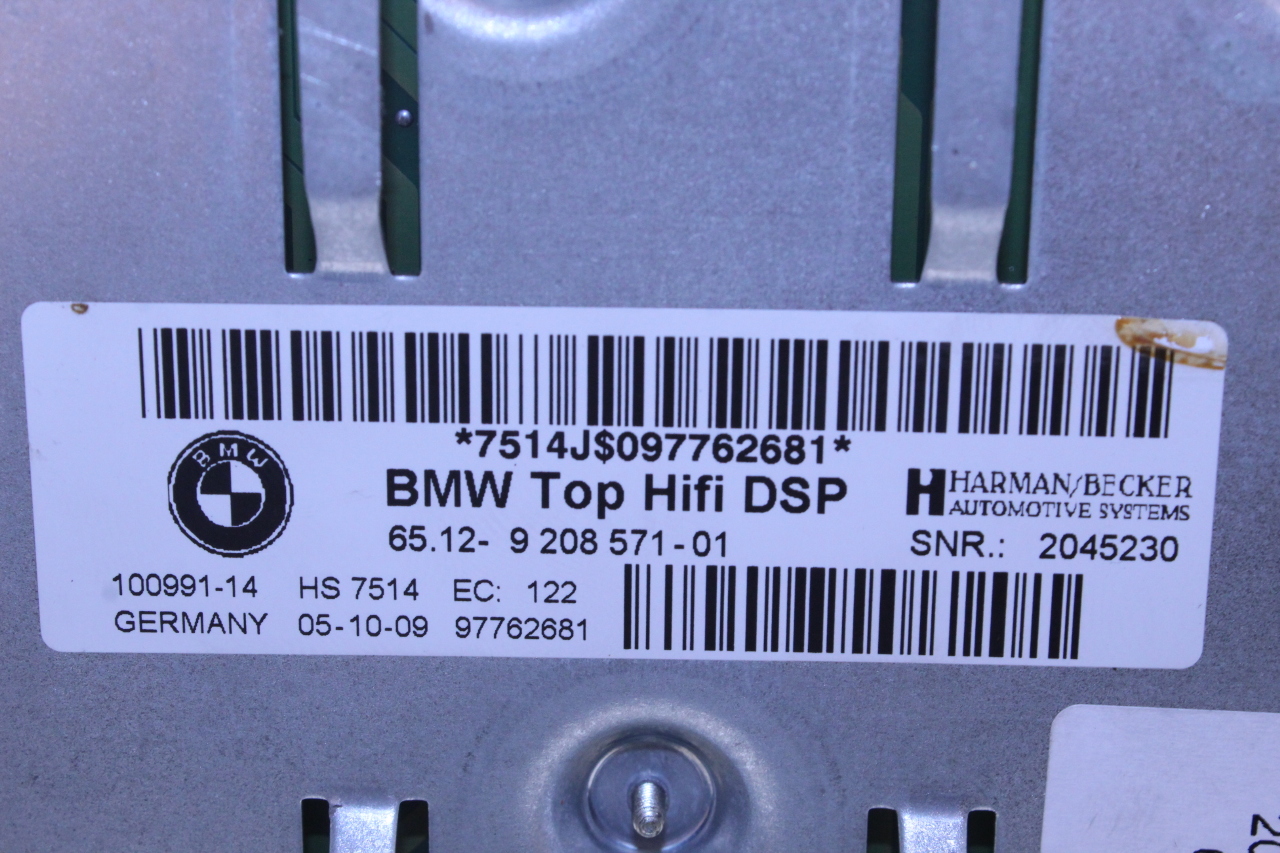 *7514J$097762681*
BMW
BMW Top Hifi DSP
HARMAN/BECKER
AUTOMOTIVE SYSTEMS
65.12- 9 208 571-01
SNR.: 2045230
100991-14 HS 7514 EC: 122
GERMANY 05-10-09 97762681